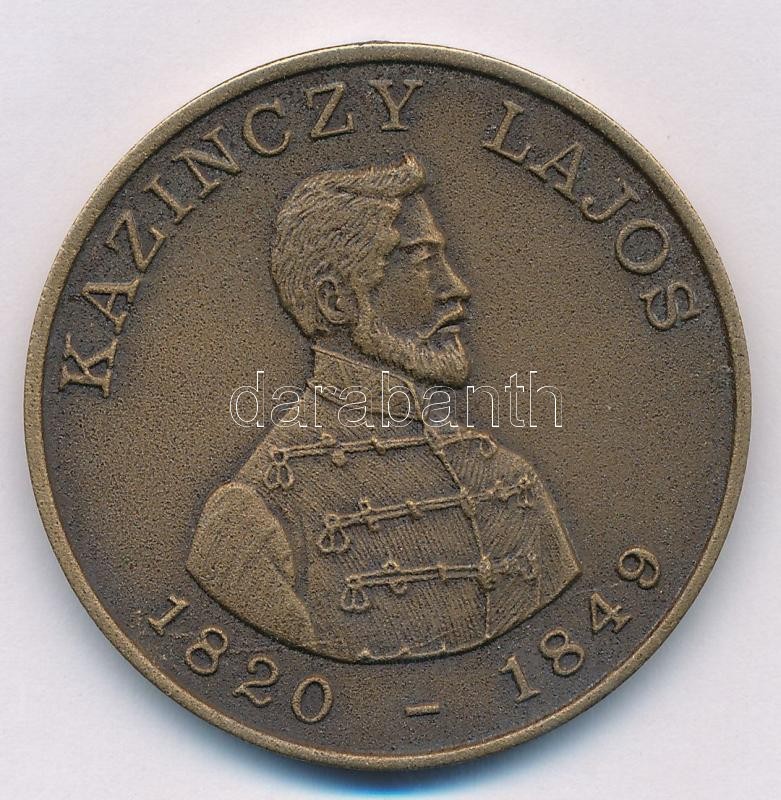 KAZINCZY LAJOS
darabanth
1820 - 1849